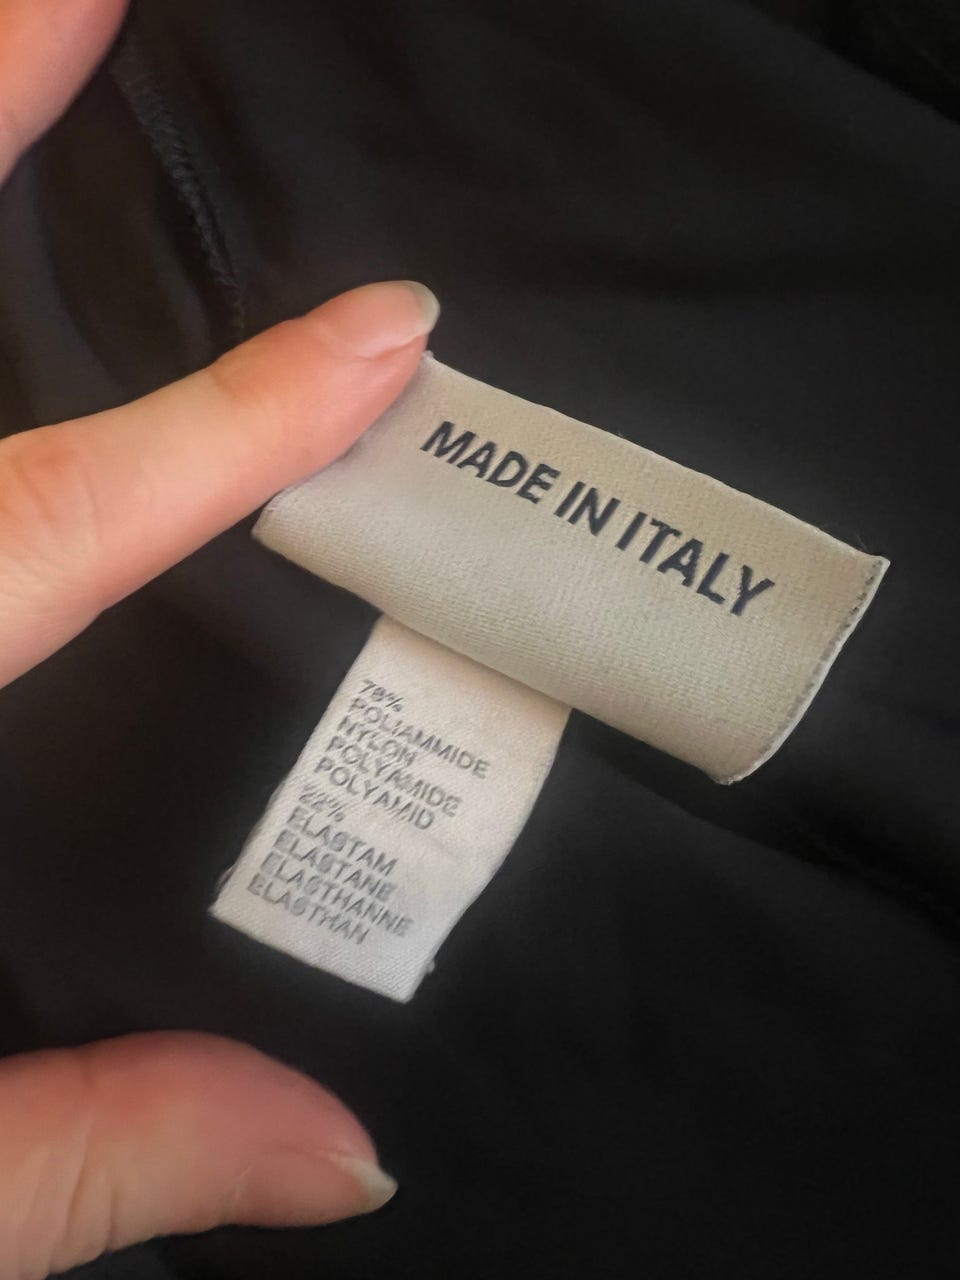 MADE IN ITALY
78%
POLIAMMIDE
NYLON
POLYAMIDE
POLYAMID
22%
ELASTAM
ELASTANE
ELASTHANNE
ELASTHAN